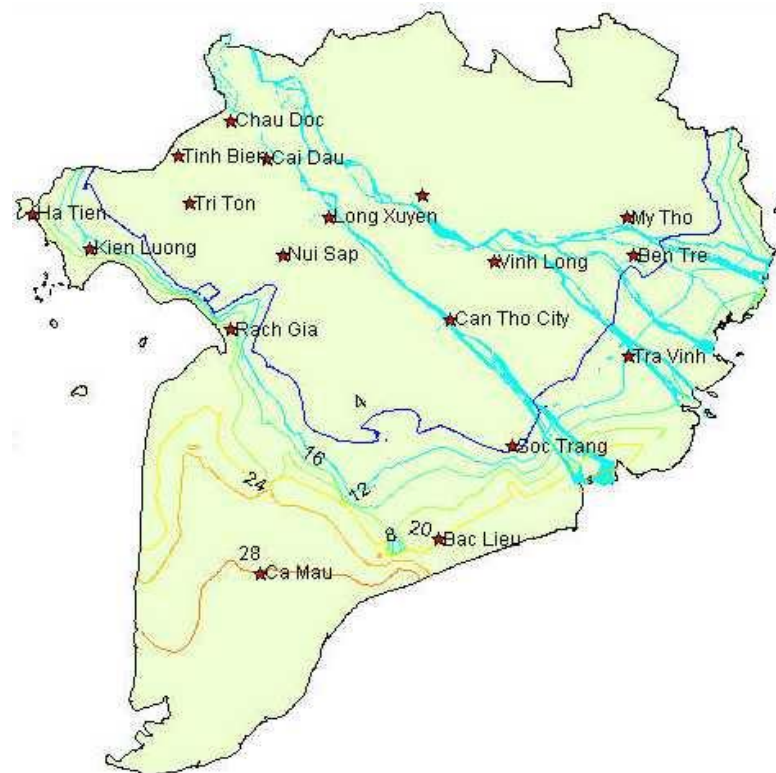 Chau Doc
Tinh Bien
Cai Dau
Tri Ton
Ha Tien
Long Xuyen
My Tho
Kien Luong
Nui Sap
Vinh Long
Ben Tre
Can Tho City
Rach Gia
Tra Vinh
4
Soc Trang
16
24
12
8
20
Bac Lieu
28
Ca Mau